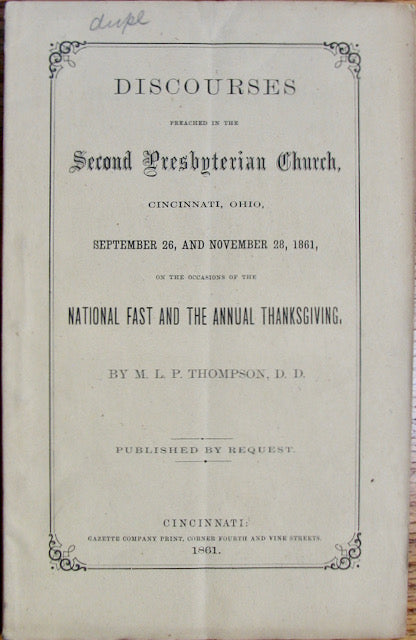 dupe
DISCOURSES
PREACHED IN THE
Second Presbyterian Church,
CINCINNATI, OHIO,
SEPTEMBER 26, AND NOVEMBER 28, 1861,
ON THE OCCASIONS OF THE
NATIONAL FAST AND THE ANNUAL THANKSGIVING,
BY M. L. P. THOMPSON, D. D.
PUBLISHED BY REQUEST.
CINCINNATI:
GAZETTE COMPANY PRINT, CORNER FOURTH AND VINE STREETS.
1861.